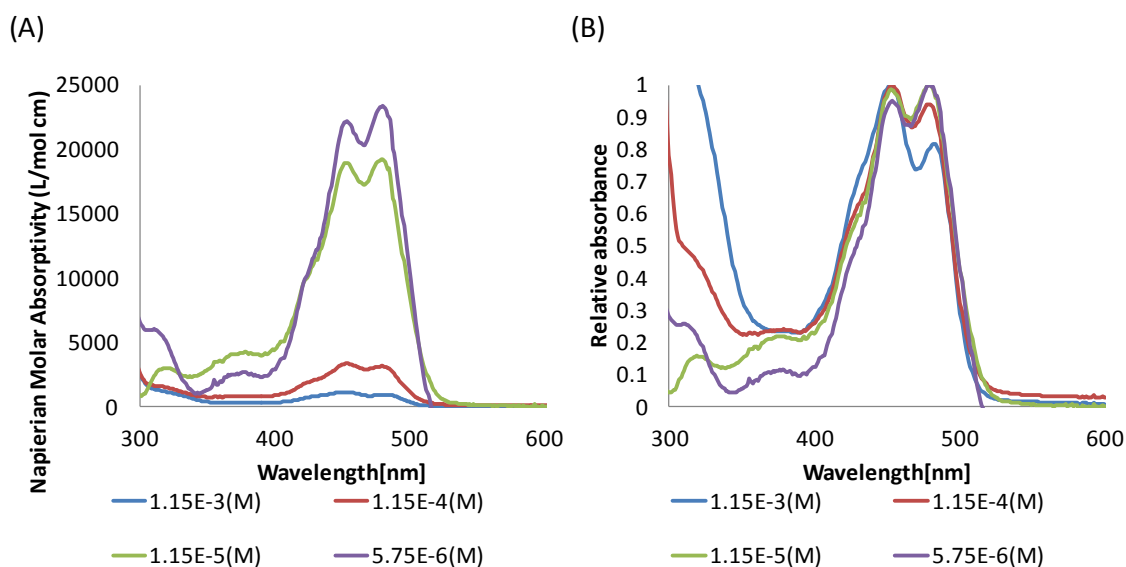 (A)
Napierian Molar Absorptivity (L/mol cm)
25000
20000
15000
10000
5000
0
300 400 500 600
Wavelength[nm]
1.15E-3(M) 1.15E-4(M)
1.15E-5(M) 5.75E-6(M)
(B)
Relative absorbance
1
0.9
0.8
0.7
0.6
0.5
0.4
0.3
0.2
0.1
0
300 400 500 600
Wavelength[nm]
1.15E-3(M) 1.15E-4(M)
1.15E-5(M) 5.75E-6(M)